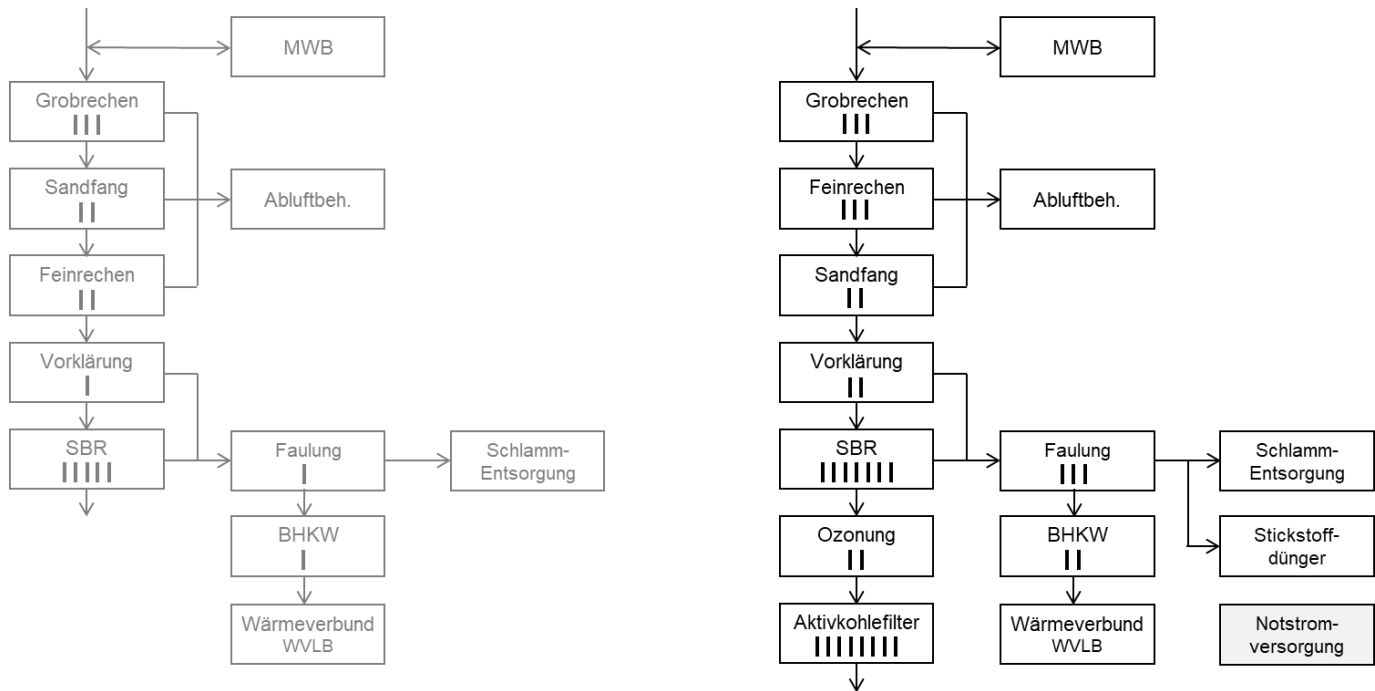 MWB
Grobrechen
Sandfang
Abluftbeh.
Feinrechen
Vorklärung
SBR
Faulung
Schlamm-
Entsorgung
BHKW
Wärmeverbund
WVLB
MWB
Grobrechen
Feinrechen
Abluftbeh.
Sandfang
Vorklärung
SBR
Faulung
Schlamm-
Entsorgung
Ozonung
BHKW
Stickstoff-
dünger
Aktivkohlefilter
Wärmeverbund
WVLB
Notstrom-
versorgung